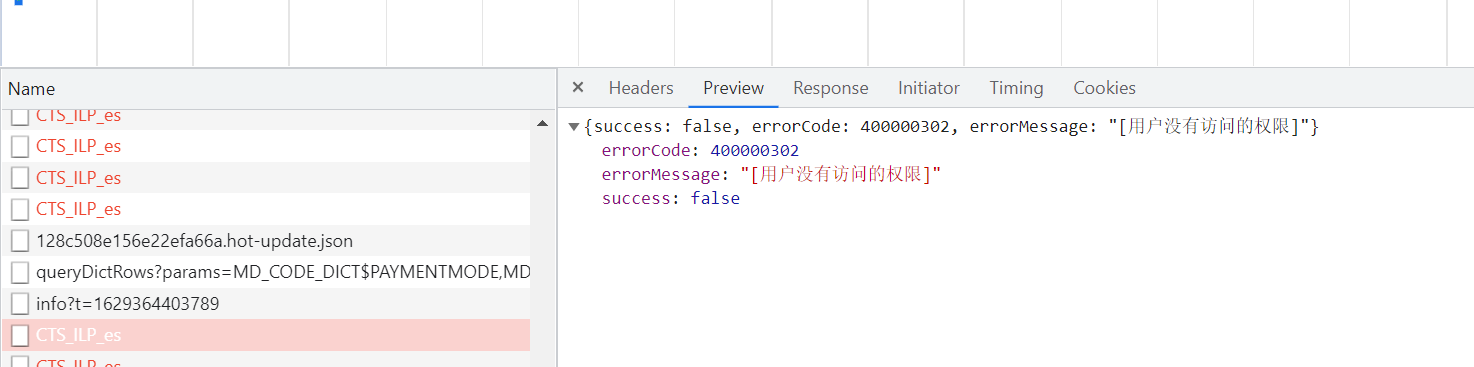 Name
Headers Preview Response Initiator Timing Cookies
CTS_ILP_es
CTS_ILP_es
CTS_ILP_es
CTS_ILP_es
128c508e156e22efa66a.hot-update.json
queryDictRows?params=MD_CODE_DICT$PAYMENTMODE,MD
info?t=1629364403789
CTS_ILP_es
CTS_ILP_es
{success: false, errorCode: 400000302, errorMessage: "[用户没有访问的权限]"}
errorCode: 400000302
errorMessage: "[用户没有访问的权限]"
success: false